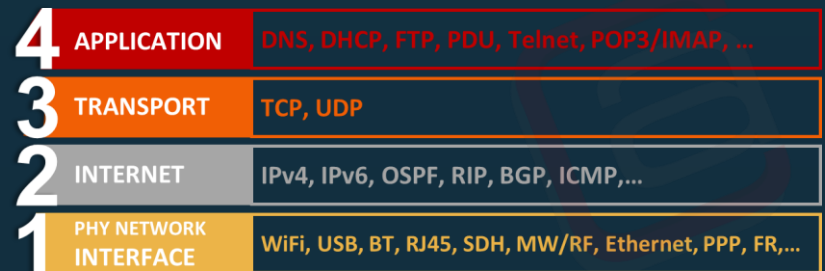 4 APPLICATION DNS, DHCP, FTP, PDU, Telnet, POP3/IMAP, ...
3 TRANSPORT TCP, UDP
2 INTERNET IPv4, IPv6, OSPF, RIP, BGP, ICMP,...
1 PHY NETWORK INTERFACE WiFi, USB, BT, RJ45, SDH, MW/RF, Ethernet, PPP, FR,...